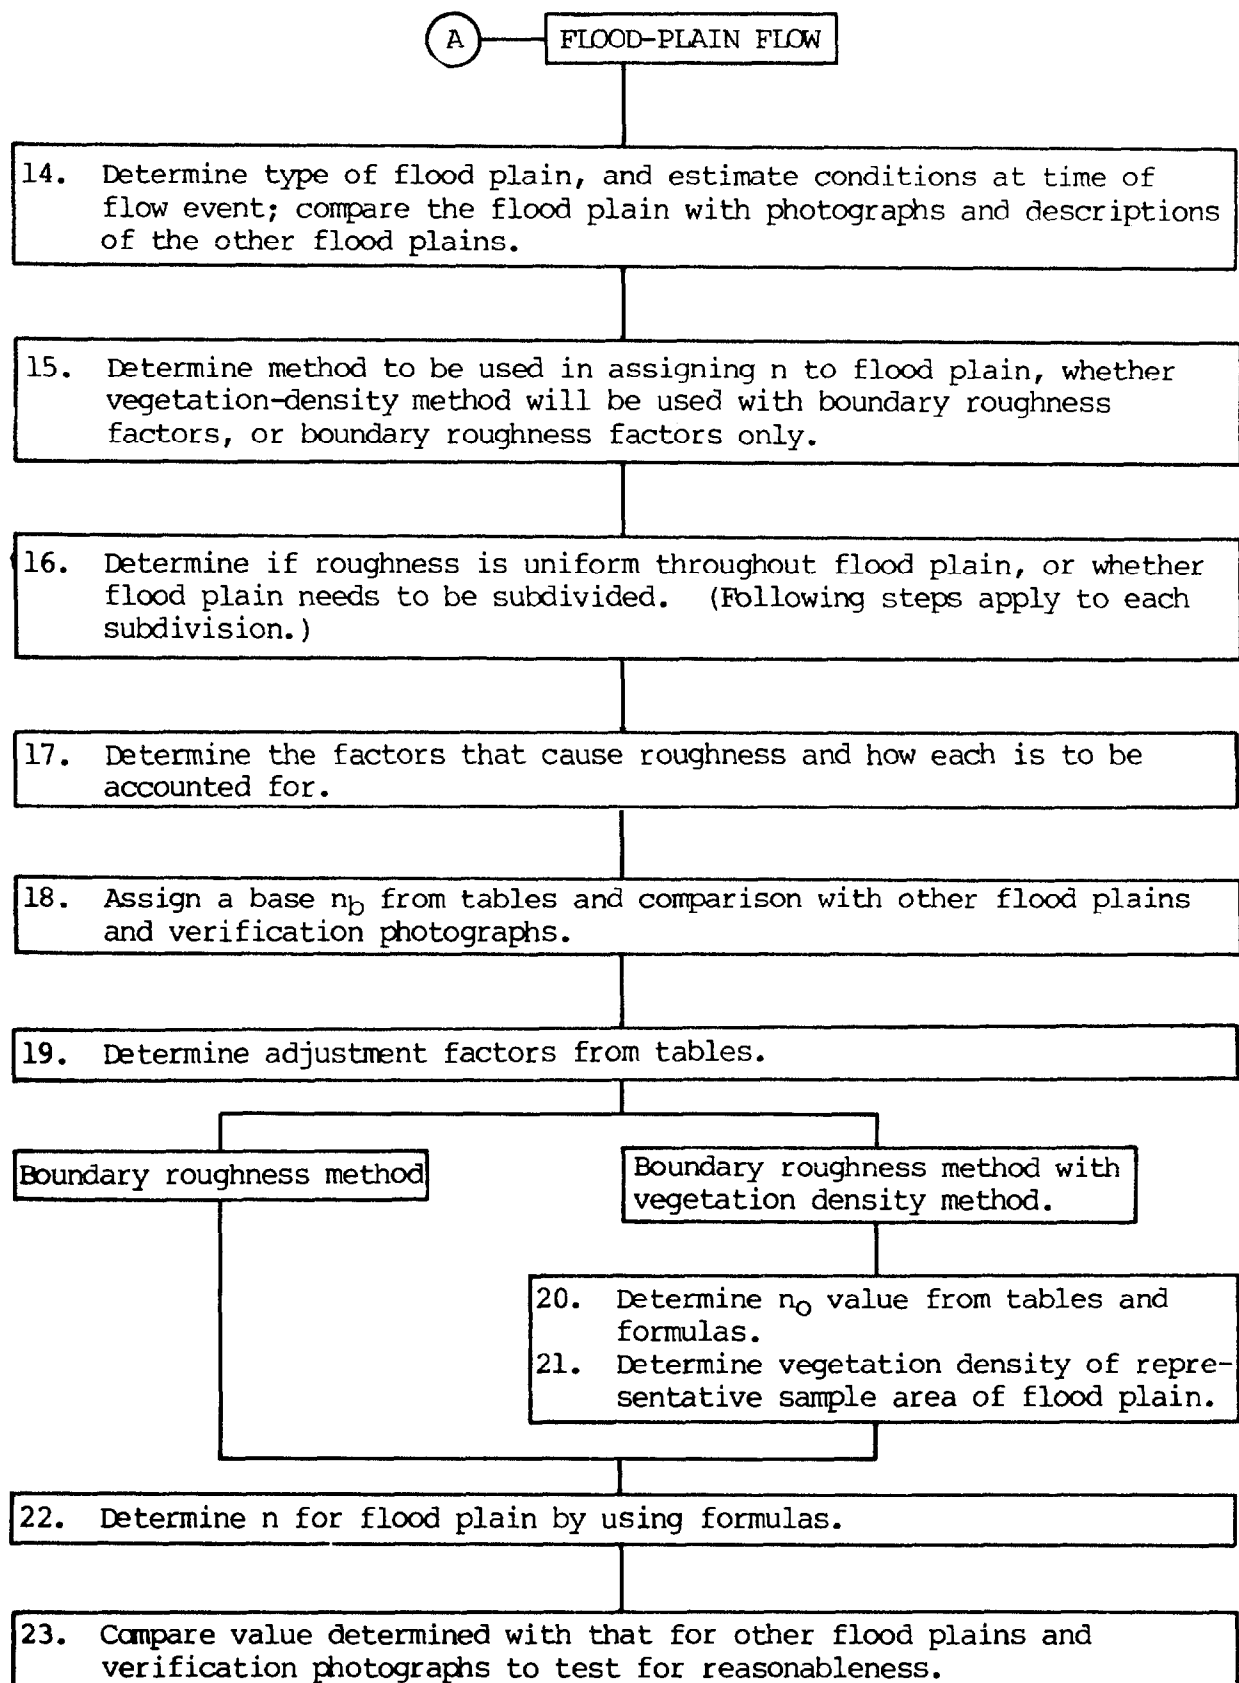 A
FLOOD-PLAIN FLOW
14. Determine type of flood plain, and estimate conditions at time of
flow event; compare the flood plain with photographs and descriptions
of the other flood plains.
15. Determine method to be used in assigning n to flood plain, whether
vegetation-density method will be used with boundary roughness
factors, or boundary roughness factors only.
16. Determine if roughness is uniform throughout flood plain, or whether
flood plain needs to be subdivided. (Following steps apply to each
subdivision.)
17. Determine the factors that cause roughness and how each is to be
accounted for.
18. Assign a base nb from tables and comparison with other flood plains
and verification photographs.
19. Determine adjustment factors from tables.
Boundary roughness method
Boundary roughness method with
vegetation density method.
20. Determine no value from tables and
formulas.
21. Determine vegetation density of repre-
sentative sample area of flood plain.
22. Determine n for flood plain by using formulas.
23. Compare value determined with that for other flood plains and
verification photographs to test for reasonableness.